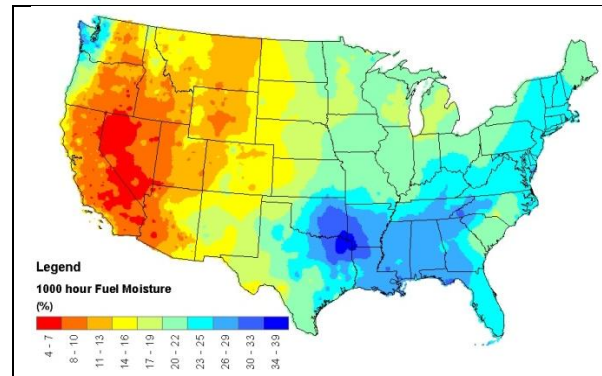 Legend
1000 hour Fuel Moisture
(%)
4 - 7
8 - 10
11 - 13
14 - 16
17 - 19
20 - 22
23 - 25
26 - 29
30 - 33
34 - 39